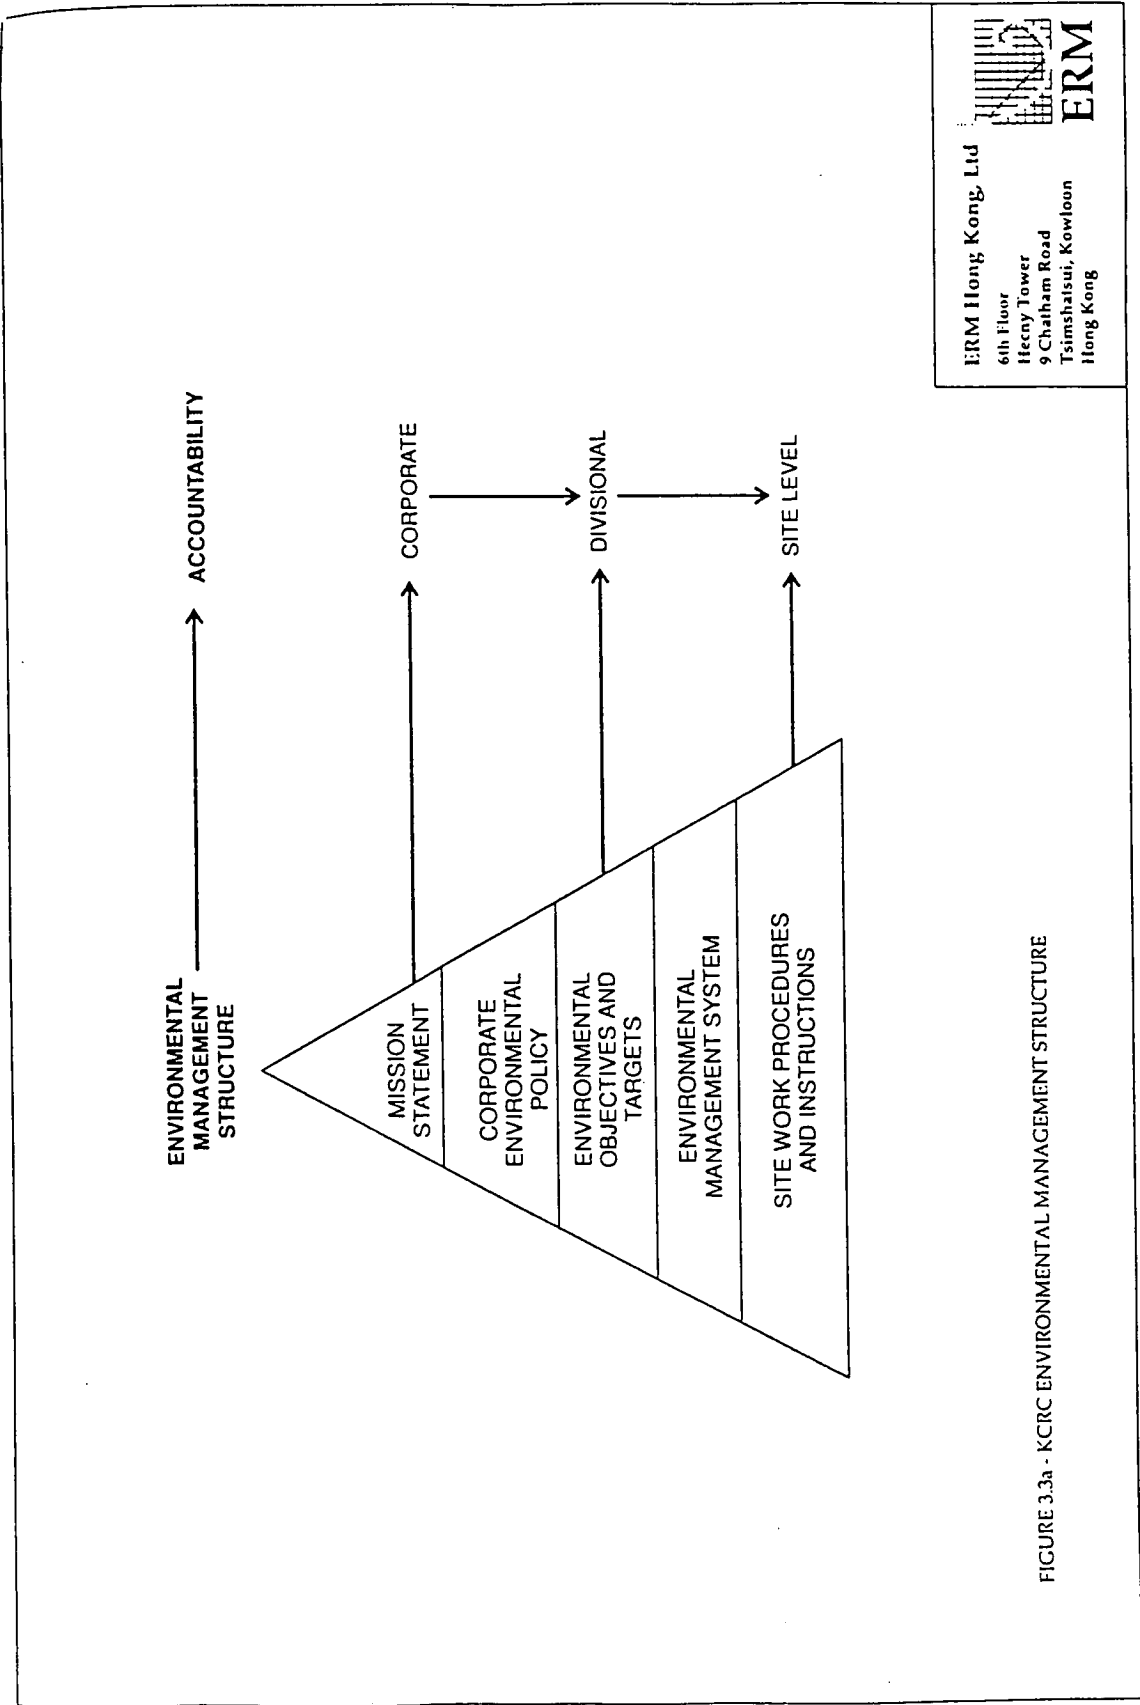 ENVIRONMENTAL
MANAGEMENT
STRUCTURE
ACCOUNTABILITY
MISSION
STATEMENT
CORPORATE
CORPORATE
ENVIRONMENTAL
POLICY
ENVIRONMENTAL
OBJECTIVES AND
TARGETS
DIVISIONAL
ENVIRONMENTAL
MANAGEMENT SYSTEM
SITE WORK PROCEDURES
AND INSTRUCTIONS
SITE LEVEL
FIGURE 3.3a - KCRC ENVIRONMENTAL MANAGEMENT STRUCTURE
ERM Hong Kong, Ltd
6th Floor
Hecny Tower
9 Chatham Road
Tsimshatsui, Kowloon
Hong Kong
ERM